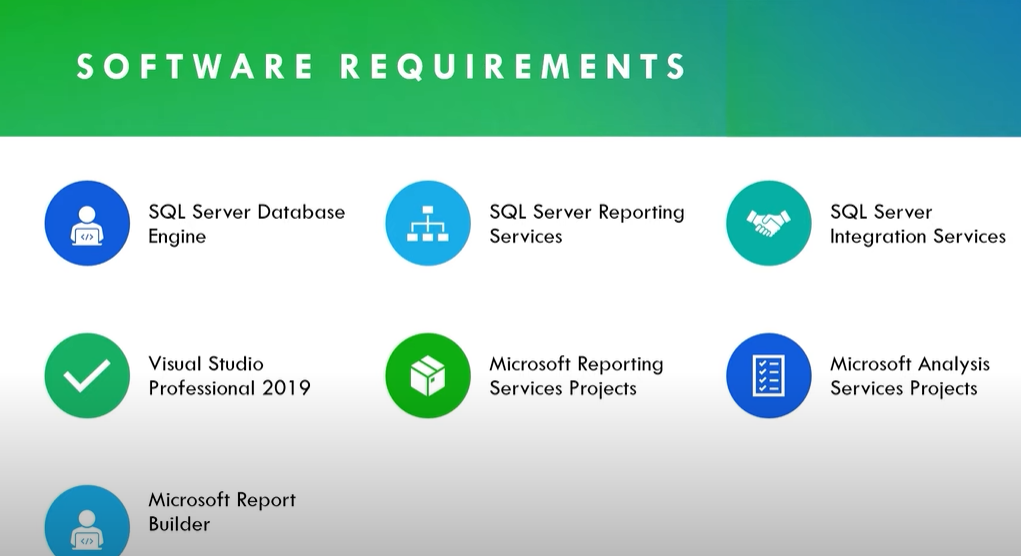 SOFTWARE REQUIREMENTS
SQL Server Database
Engine
SQL Server Reporting
Services
SQL Server
Integration Services
Visual Studio
Professional 2019
Microsoft Reporting
Services Projects
Microsoft Analysis
Services Projects
Microsoft Report
Builder